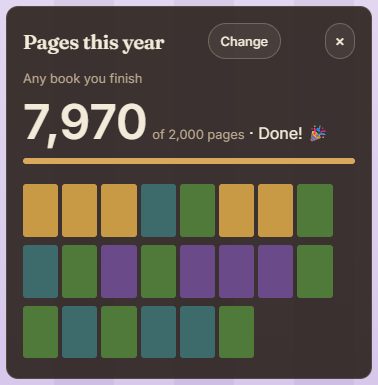 Pages this year
Change
×
Any book you finish
7,970 of 2,000 pages · Done! 🎉